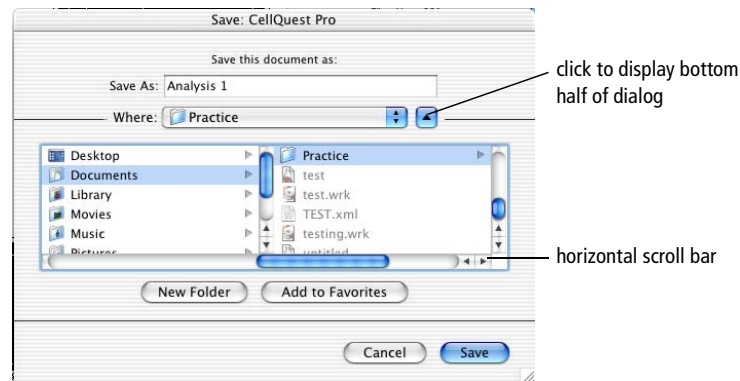 Save: CellQuest Pro
Save this document as:
Save As: Analysis 1
Where: Practice
click to display bottom
half of dialog
Desktop
Documents
Library
Movies
Music
Pictures
Practice
test
test.wrk
TEST.xml
testing.wrk
untitled
horizontal scroll bar
New Folder
Add to Favorites
Cancel
Save